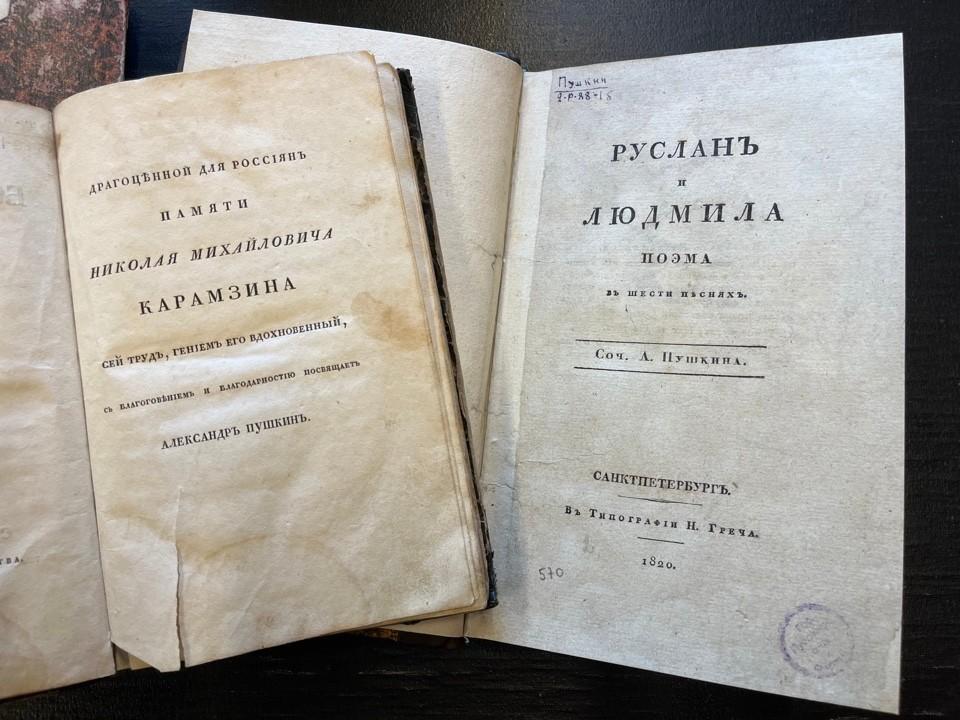 ДРАГОЦѢННОЙ ДЛЯ РОССІЯНЪ
ПАМЯТИ
НИКОЛАЯ МИХАЙЛОВИЧА
КАРАМЗИНА
СЕЙ ТРУДЪ, ГЕНІЕМЪ ЕГО ВДОХНОВЕННЫЙ,
СЪ БЛАГОГОВѢНІЕМЪ И БЛАГОДАРНОСТІЮ ПОСВЯЩАЕТЪ
АЛЕКСАНДРЪ ПУШКИНЪ.
Пушкин
РУСЛАНЪ
И
ЛЮДМИЛА
ПОЭМА
ВЪ ШЕСТИ ПѢСНЯХЪ.
Соч. А. Пушкина.
САНКТПЕТЕРБУРГЪ.
Въ Типографіи Н. Греча.
1820.
570